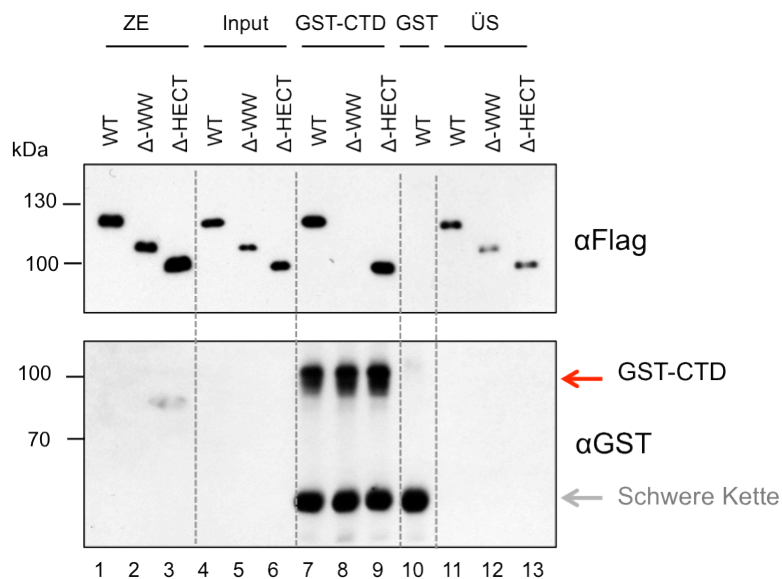 ZE Input GST-CTD GST ÜS
WT Δ-WW Δ-HECT WT Δ-WW Δ-HECT WT Δ-WW Δ-HECT WT WT Δ-WW Δ-HECT
kDa
130
100
αFlag
100
GST-CTD
70
αGST
Schwere Kette
1 2 3 4 5 6 7 8 9 10 11 12 13